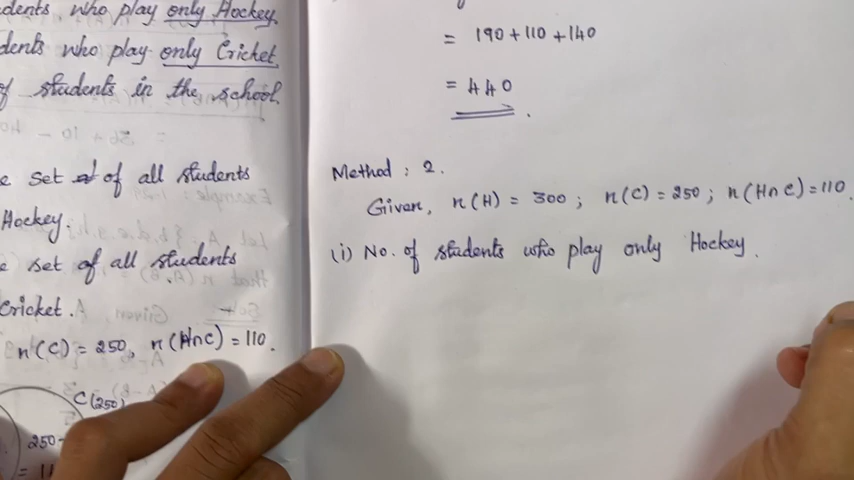 dents who play only Hockey
dents who play only Cricket
of students in the school.
e set of all students
Hockey.
e set of all students
Cricket.
n(C) = 250, n(H∩C) = 110.
C(250)
250-
= 11
= 190 + 110 + 140
= 440
Method : 2.
Given, n(H) = 300 ; n(C) = 250 ; n(H∩C) = 110.
(i) No. of students who play only Hockey.